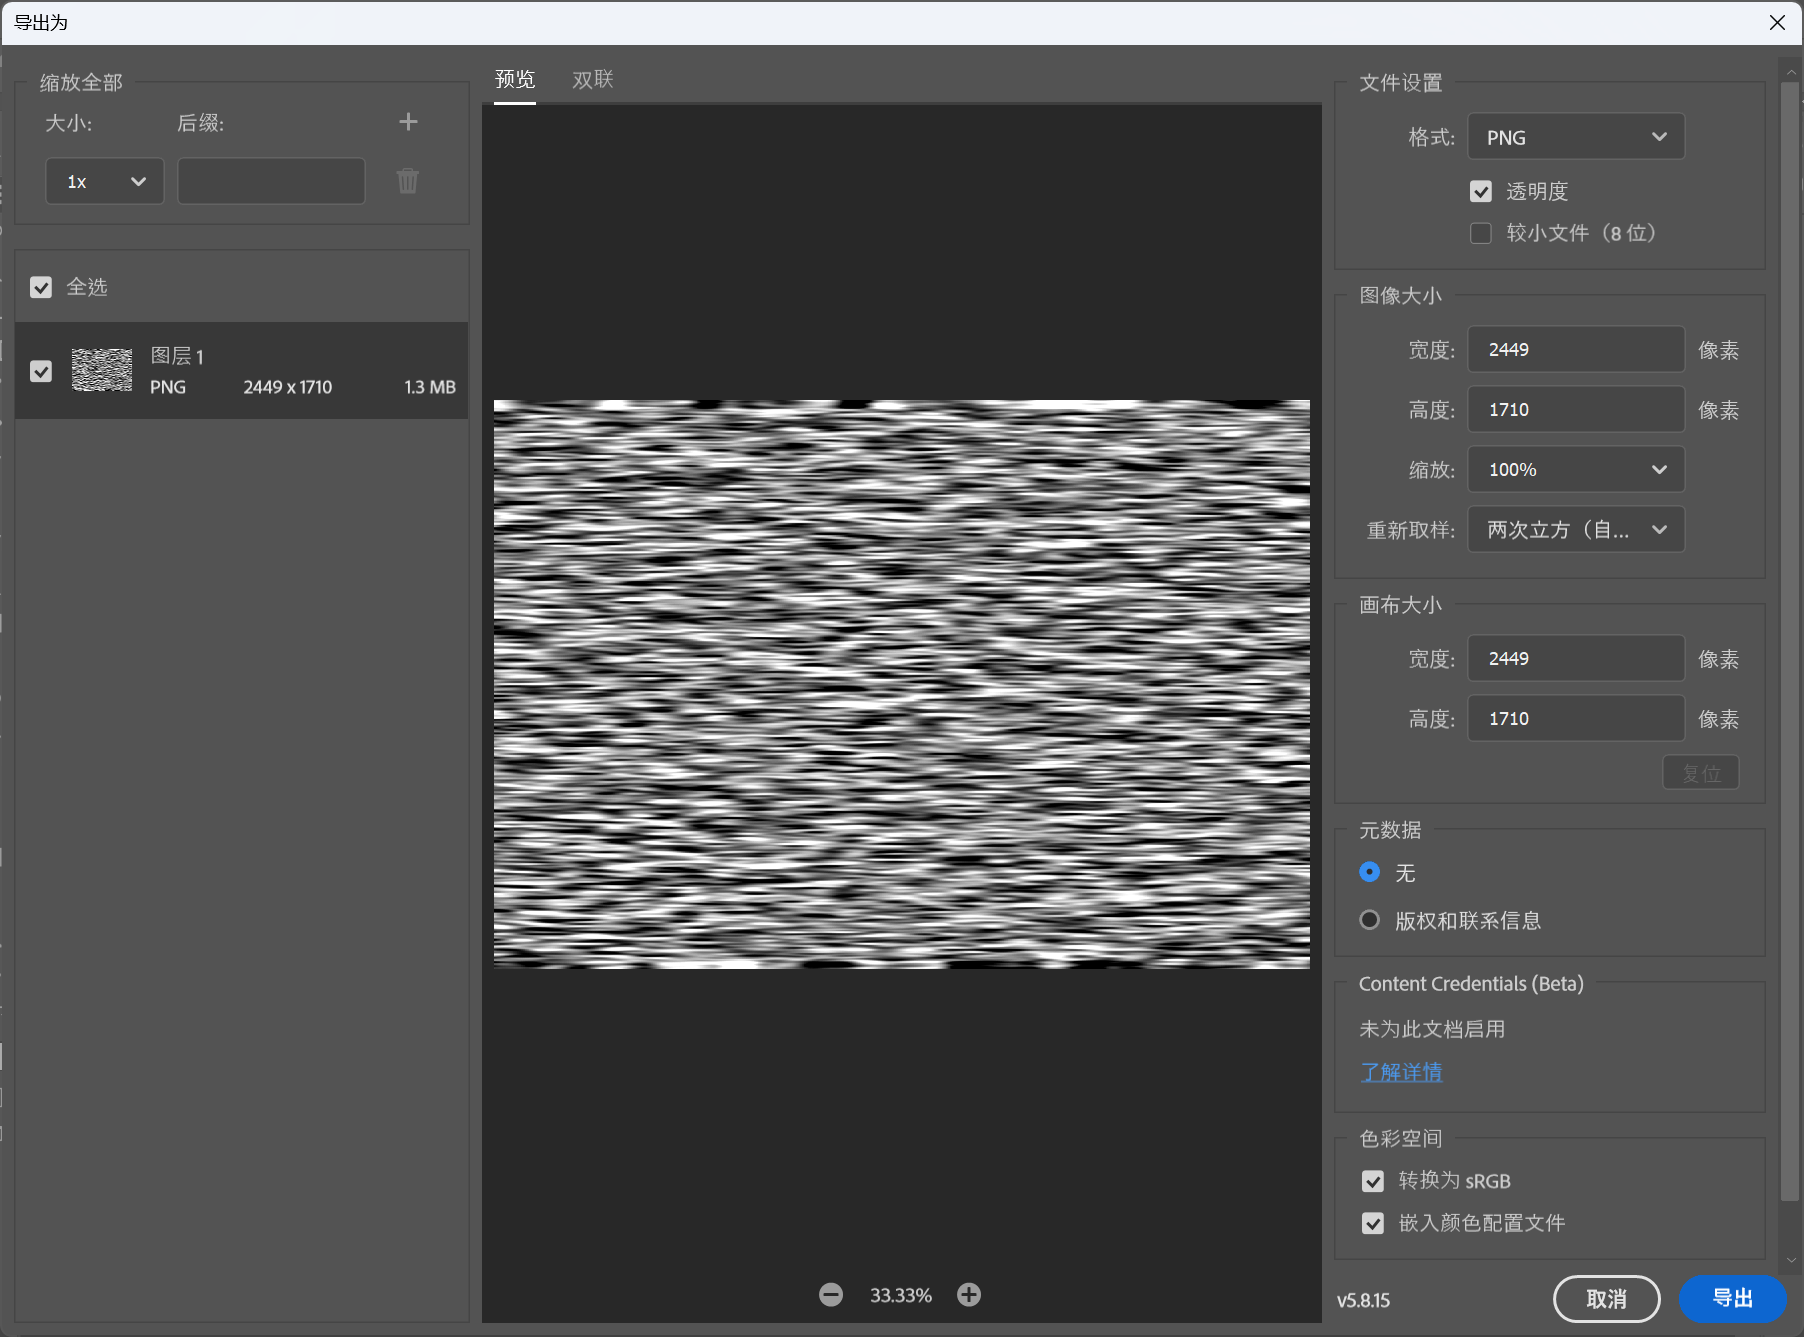 导出为
缩放全部
大小:
后缀:
1x
全选
图层 1
PNG 2449 x 1710 1.3 MB
预览 双联
33.33%
文件设置
格式: PNG
透明度
较小文件（8 位）
图像大小
宽度: 2449 像素
高度: 1710 像素
缩放: 100%
重新取样: 两次立方（自...
画布大小
宽度: 2449 像素
高度: 1710 像素
复位
元数据
无
版权和联系信息
Content Credentials (Beta)
未为此文档启用
了解详情
色彩空间
转换为 sRGB
嵌入颜色配置文件
v5.8.15
取消
导出